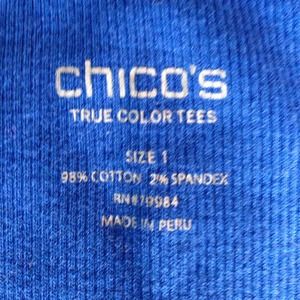 chico's
TRUE COLOR TEES
SIZE 1
98% COTTON 2% SPANDEX
RN#79984
MADE IN PERU